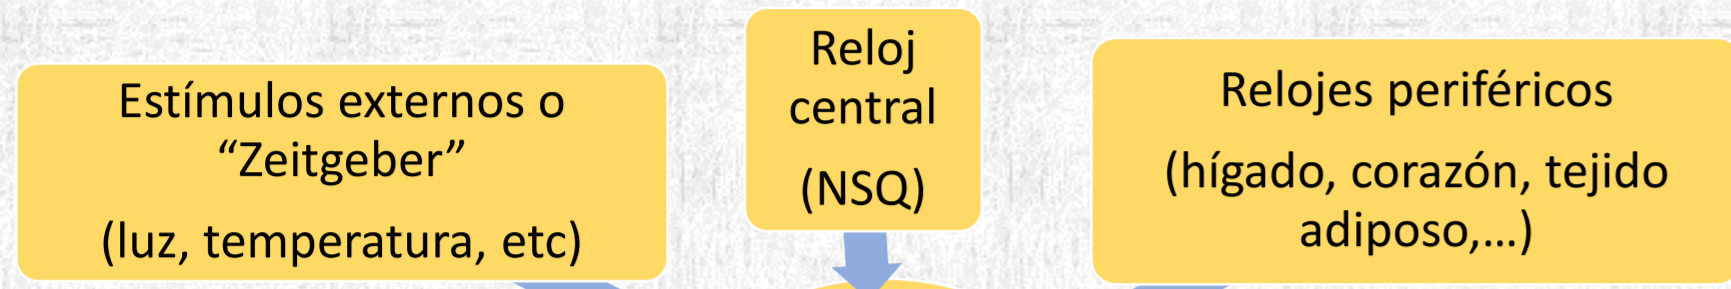 Estímulos externos o
“Zeitgeber”
(luz, temperatura, etc)
Reloj
central
(NSQ)
Relojes periféricos
(hígado, corazón, tejido
adiposo,...)